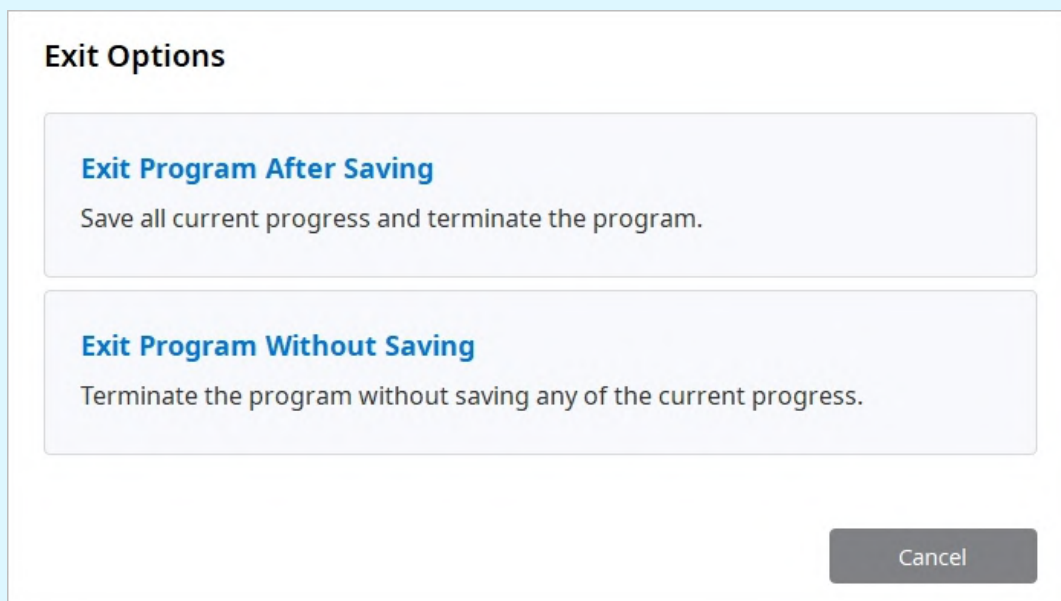 Exit Options
Exit Program After Saving
Save all current progress and terminate the program.
Exit Program Without Saving
Terminate the program without saving any of the current progress.
Cancel